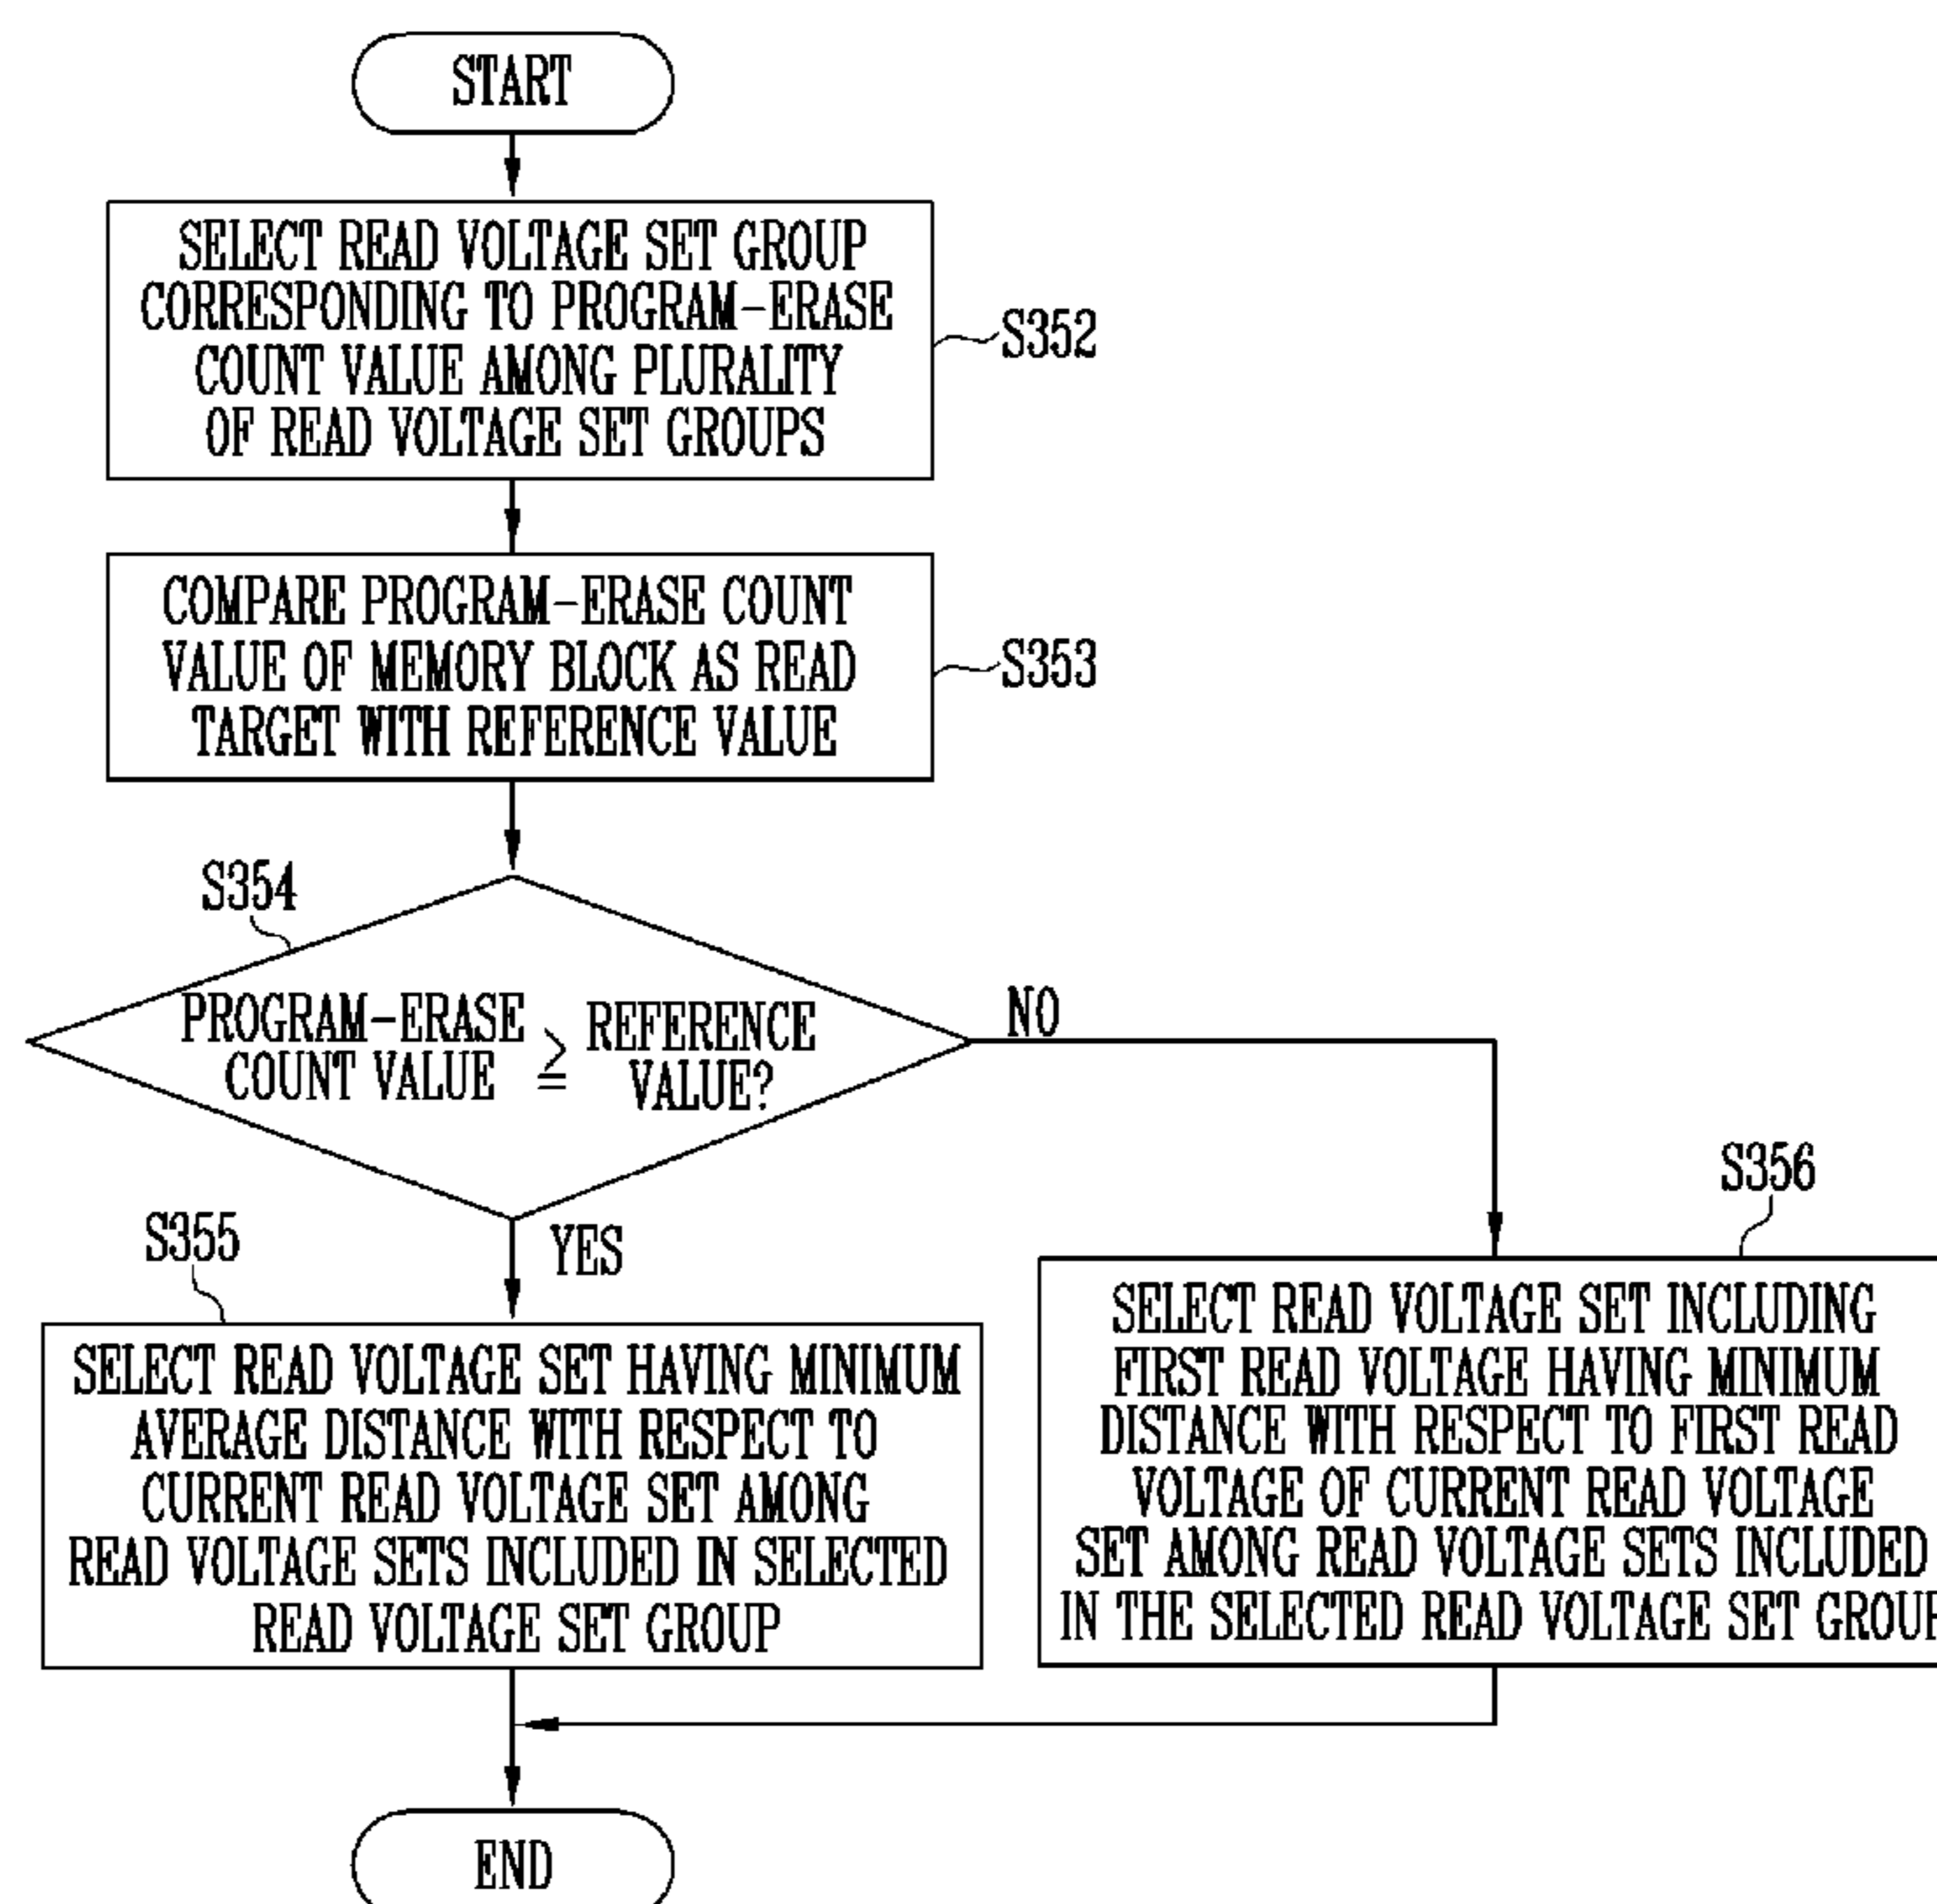 START
SELECT READ VOLTAGE SET GROUP
CORRESPONDING TO PROGRAM-ERASE
COUNT VALUE AMONG PLURALITY
OF READ VOLTAGE SET GROUPS
S352
COMPARE PROGRAM-ERASE COUNT
VALUE OF MEMORY BLOCK AS READ
TARGET WITH REFERENCE VALUE
S353
S354
PROGRAM-ERASE
COUNT VALUE
≧
REFERENCE
VALUE?
NO
YES
S355
SELECT READ VOLTAGE SET HAVING MINIMUM
AVERAGE DISTANCE WITH RESPECT TO
CURRENT READ VOLTAGE SET AMONG
READ VOLTAGE SETS INCLUDED IN SELECTED
READ VOLTAGE SET GROUP
S356
SELECT READ VOLTAGE SET INCLUDING
FIRST READ VOLTAGE HAVING MINIMUM
DISTANCE WITH RESPECT TO FIRST READ
VOLTAGE OF CURRENT READ VOLTAGE
SET AMONG READ VOLTAGE SETS INCLUDED
IN THE SELECTED READ VOLTAGE SET GROUP
END